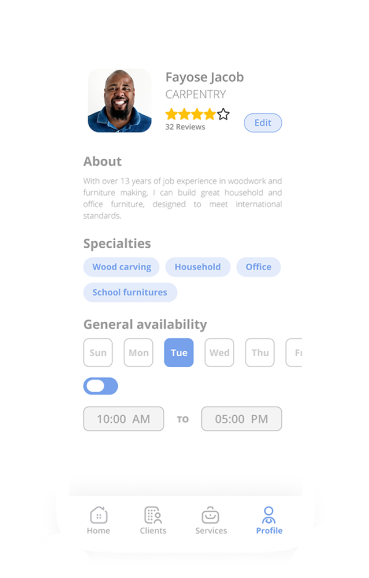 Fayose Jacob
CARPENTRY
32 Reviews
Edit
About
With over 13 years of job experience in woodwork and
furniture making, I can build great household and
office furniture, designed to meet international
standards.
Specialties
Wood carving Household Office
School furnitures
General availability
Sun Mon Tue Wed Thu Fr
10:00 AM TO 05:00 PM
Home Clients Services Profile